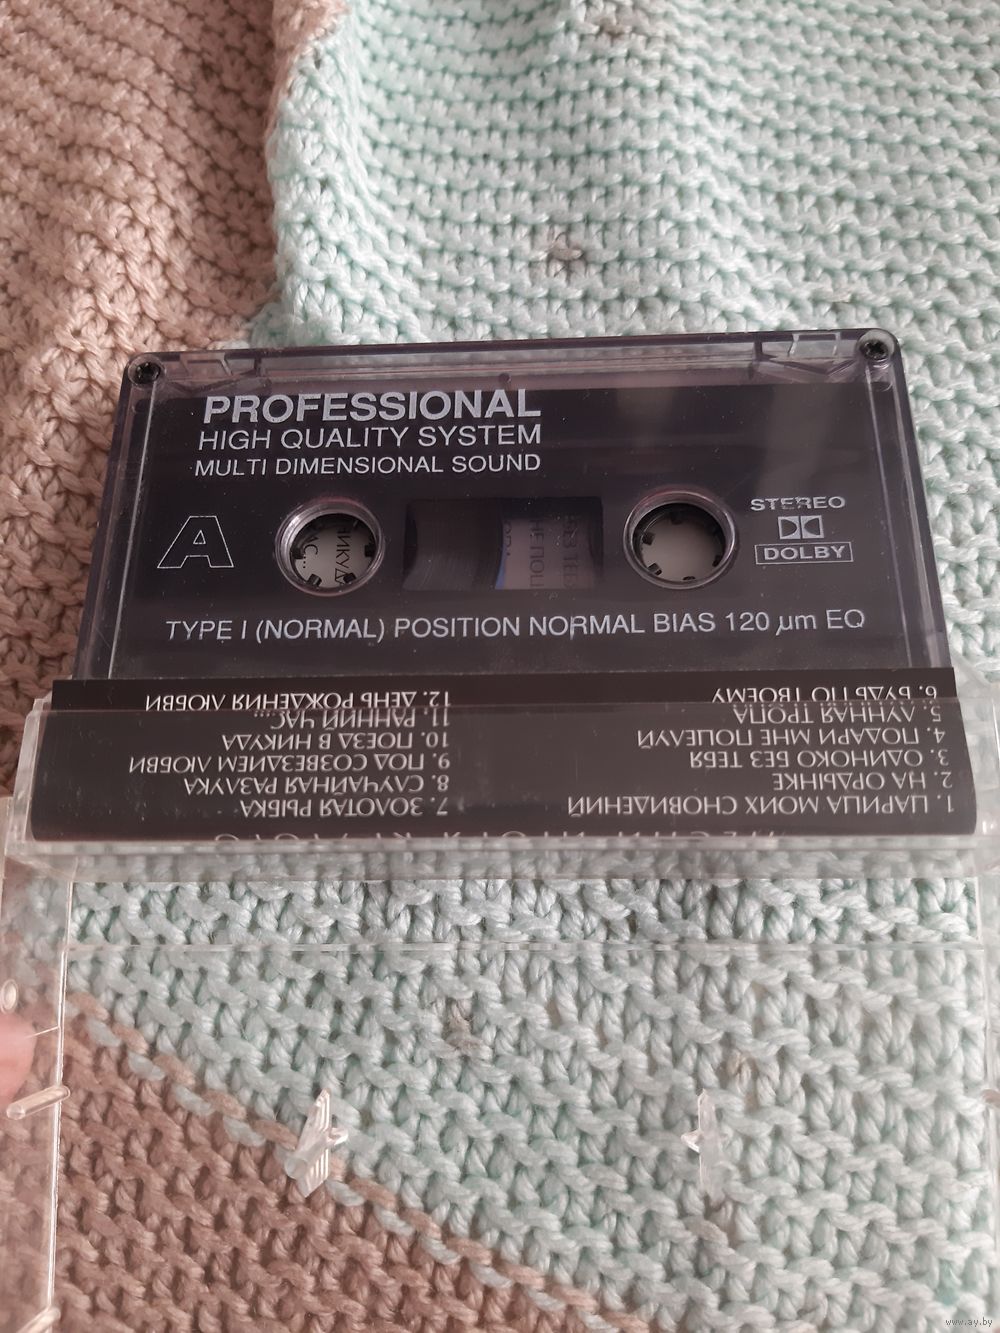 PROFESSIONAL
HIGH QUALITY SYSTEM
MULTI DIMENSIONAL SOUND
A
STEREO
DOLBY
TYPE I (NORMAL) POSITION NORMAL BIAS 120 µm EQ
1. ЦАРИЦА МОИХ СНОВИДЕНИЙ
2. НА ОРДЫНКЕ
3. ОДИНОКО БЕЗ ТЕБЯ
4. ПОДАРИ МНЕ ПОЦЕЛУЙ
5. ЛУННАЯ ТРОПА
6. БУДЬ ПО ТВОЕМУ
7. ЗОЛОТАЯ РЫБКА
8. СЛУЧАЙНАЯ РАЗЛУКА
9. ПОД СОЗВЕЗДИЕМ ЛЮБВИ
10. ПОЕЗД В НИКУДА
11. РАННИЙ ЧАС...
12. ДЕНЬ РОЖДЕНИЯ ЛЮБВИ
www.ay.by